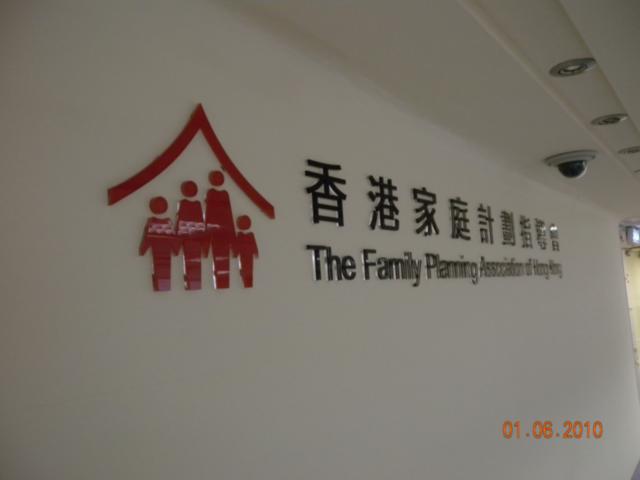 香港家庭計劃指導會
The Family Planning Association of Hong Kong
01.06.2010